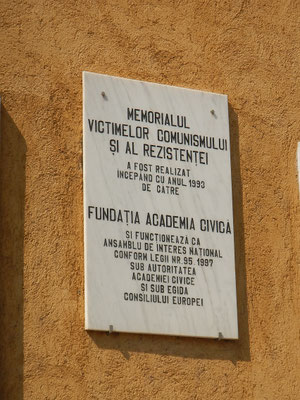 MEMORIALUL
VICTIMELOR COMUNISMULUI
ȘI AL REZISTENȚEI
A FOST REALIZAT
ÎNCEPÂND CU ANUL 1993
DE CĂTRE
FUNDAȚIA ACADEMIA CIVICĂ
ȘI FUNCȚIONEAZĂ CA
ANSAMBLU DE INTERES NAȚIONAL
CONFORM LEGII NR. 95. 1997
SUB AUTORITATEA
ACADEMIEI CIVICE
ȘI SUB EGIDA
CONSILIULUI EUROPEI